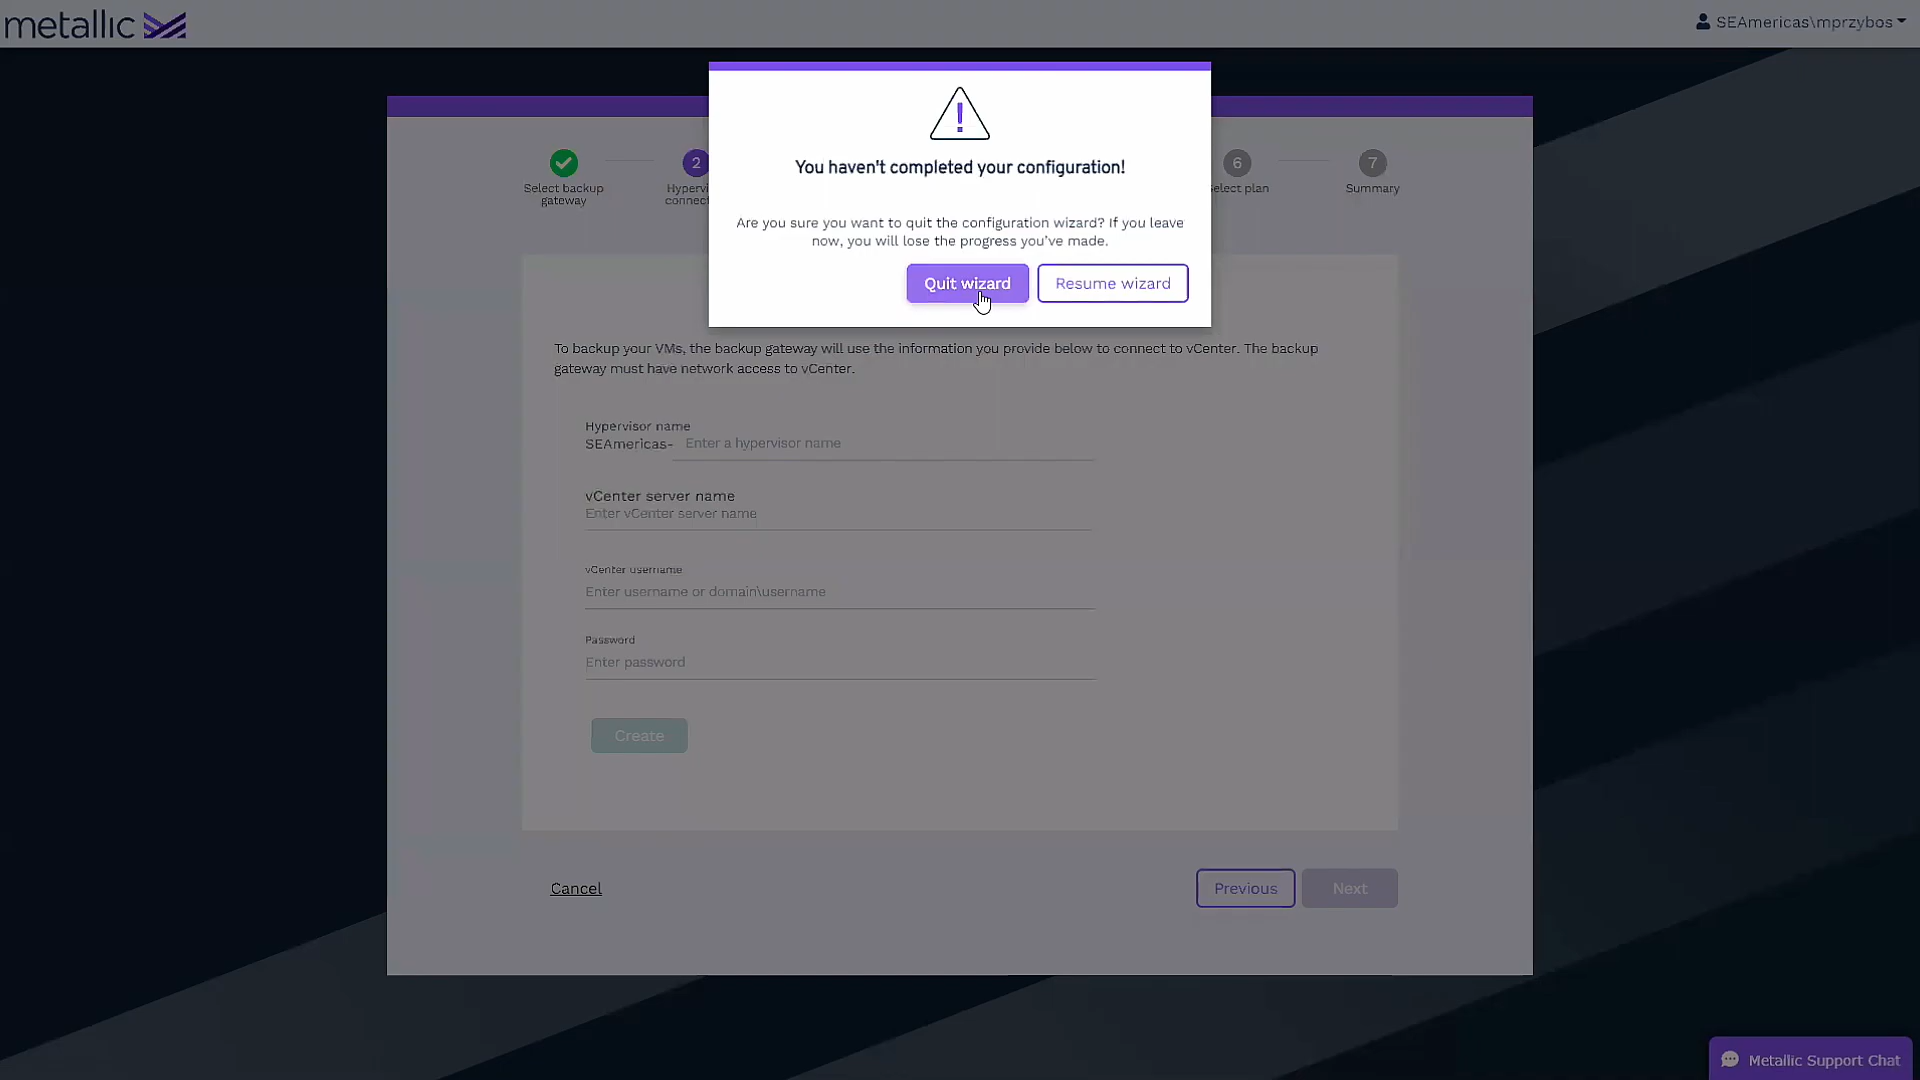 metallic
SEAmericas\mprzybos
!
You haven't completed your configuration!
Are you sure you want to quit the configuration wizard? If you leave
now, you will lose the progress you've made.
Quit wizard
Resume wizard
2
6
7
Select backup
gateway
Hypervi
connect
elect plan
Summary
To backup your VMs, the backup gateway will use the information you provide below to connect to vCenter. The backup
gateway must have network access to vCenter.
Hypervisor name
SEAmericas- Enter a hypervisor name
vCenter server name
Enter vCenter server name
vCenter username
Enter username or domain\username
Password
Enter password
Create
Cancel
Previous
Next
Metallic Support Chat